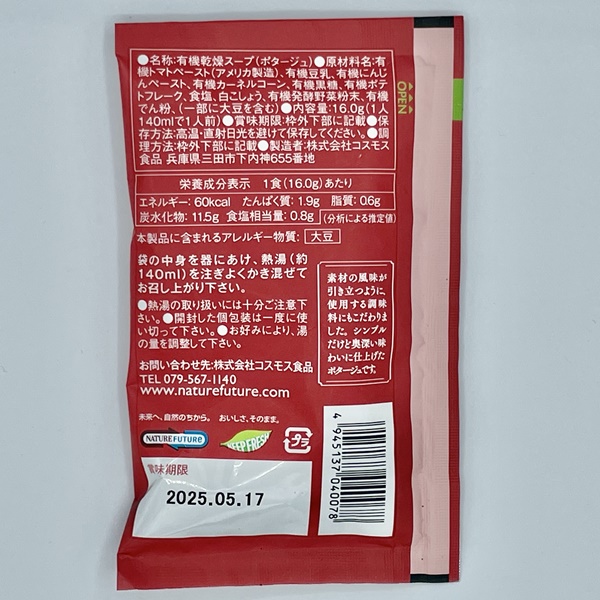 ●名称:有機乾燥スープ(ポタージュ)●原材料名:有
機トマトペースト(アメリカ製造)、有機豆乳、有機にんじ
んペースト、有機カーネルコーン、有機黒糖、有機ポテ
トフレーク、食塩、白こしょう、有機発酵野菜粉末、有機
でん粉、(一部に大豆を含む)●内容量:16.0g(1人
140mlで1人前)●賞味期限:枠外下部に記載●保
存方法:高温・直射日光を避けて保存してください。●調
理方法:枠外下部に記載●製造者:株式会社コスモス
食品 兵庫県三田市下内神655番地
OPEN
栄養成分表示 1食(16.0g)あたり
エネルギー:60kcal たんぱく質:1.9g 脂質:0.6g
炭水化物:11.5g 食塩相当量:0.8g (分析による推定値)
本製品に含まれるアレルギー物質: 大豆
袋の中身を器にあけ、熱湯(約
140ml)を注ぎよくかき混ぜて
お召し上がり下さい。
●熱湯の取り扱いには十分ご注意下
さい。●開封した個包装は一度に使
い切って下さい。●お好みにより、湯
の量を調整して下さい。
素材の風味が
引き立つように、
使用する調味
料にもこだわりま
した。シンプル
だけど奥深い味
わいに仕上げた
ポタージュです。
お問い合わせ先:株式会社コスモス食品
TEL 079-567-1140
www.naturefuture.com
未来へ、自然のちから。 おいしさ、そのまま。
NATURE FUTURE
KEEP FRESH
プラ
賞味期限
2025.05.17
4 945137 040078